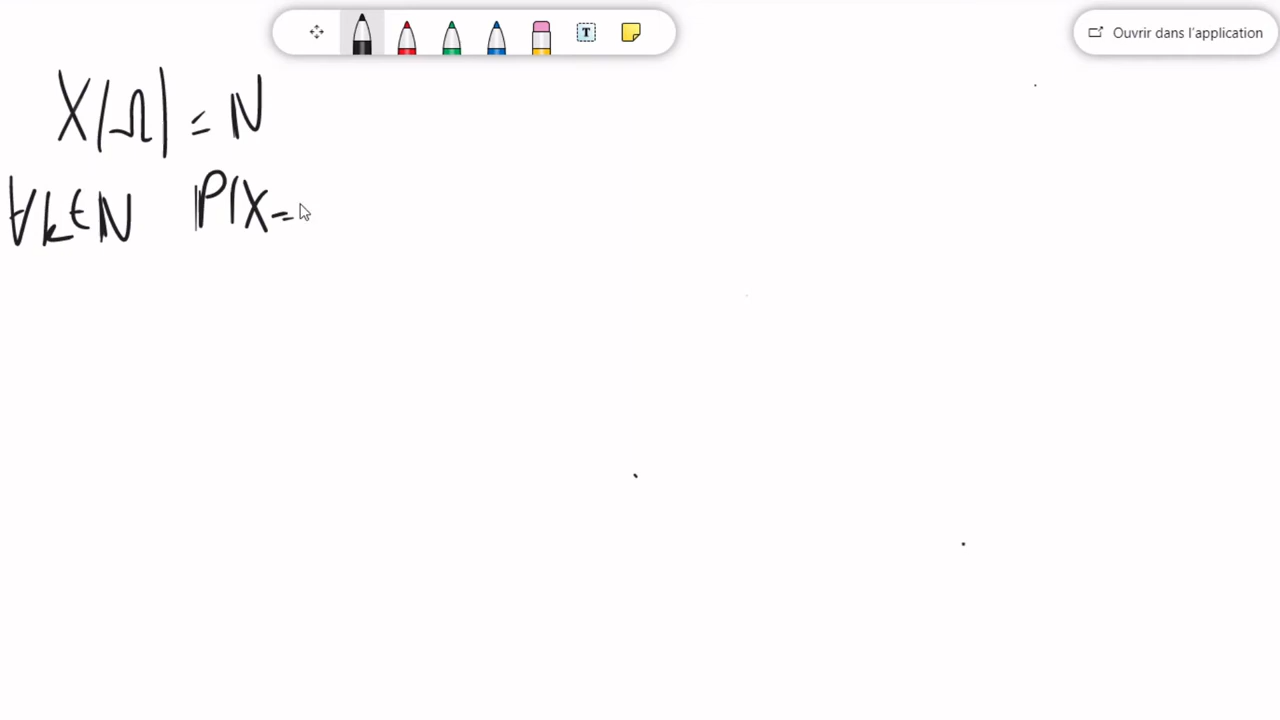 Ouvrir dans l'application
X(Ω) = N
∀k∈N P(X=